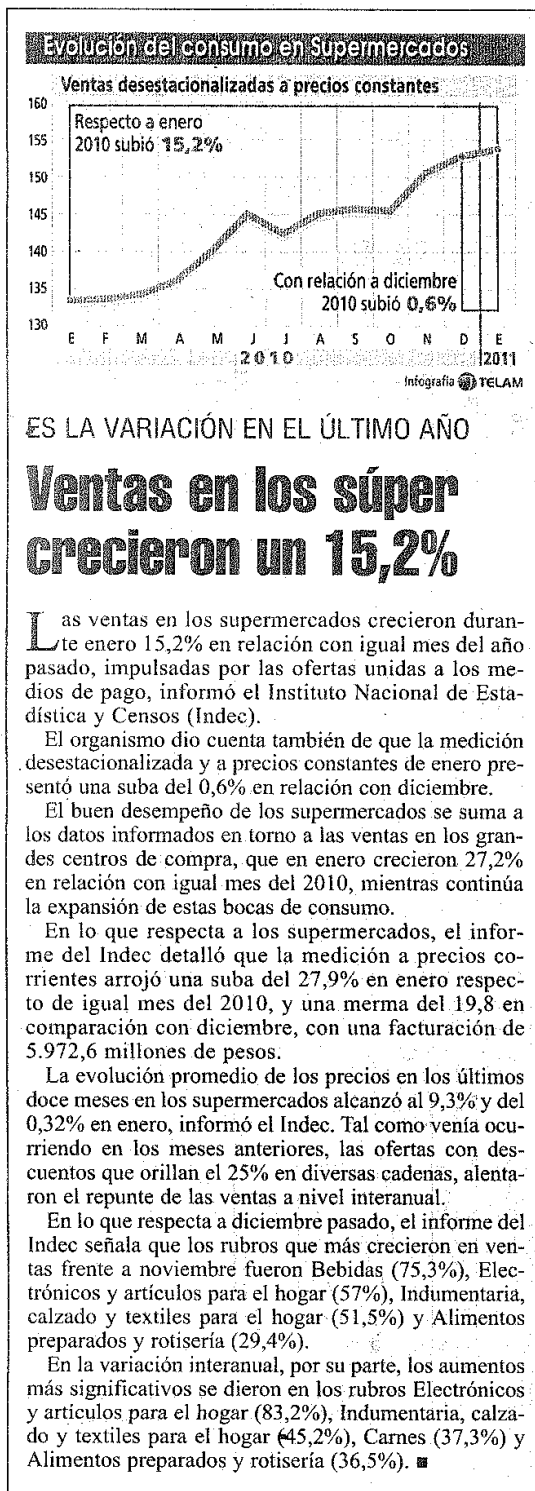 Evolución del consumo en Supermercados
Ventas desestacionalizadas a precios constantes
160
155
150
145
140
135
130
Respecto a enero
2010 subió 15,2%
Con relación a diciembre
2010 subió 0,6%
E F M A M J J A S O N D E
2010 2011
Infografía TELAM
ES LA VARIACIÓN EN EL ÚLTIMO AÑO
Ventas en los súper
crecieron un 15,2%
Las ventas en los supermercados crecieron duran-
te enero 15,2% en relación con igual mes del año
pasado, impulsadas por las ofertas unidas a los me-
dios de pago, informó el Instituto Nacional de Esta-
dística y Censos (Indec).
El organismo dio cuenta también de que la medición
desestacionalizada y a precios constantes de enero pre-
sentó una suba del 0,6% en relación con diciembre.
El buen desempeño de los supermercados se suma a
los datos informados en torno a las ventas en los gran-
des centros de compra, que en enero crecieron 27,2%
en relación con igual mes del 2010, mientras continúa
la expansión de estas bocas de consumo.
En lo que respecta a los supermercados, el infor-
me del Indec detalló que la medición a precios co-
rrientes arrojó una suba del 27,9% en enero respec-
to de igual mes del 2010, y una merma del 19,8 en
comparación con diciembre, con una facturación de
5.972,6 millones de pesos.
La evolución promedio de los precios en los últimos
doce meses en los supermercados alcanzó al 9,3% y del
0,32% en enero, informó el Indec. Tal como venía ocu-
rriendo en los meses anteriores, las ofertas con des-
cuentos que orillan el 25% en diversas cadenas, alenta-
ron el repunte de las ventas a nivel interanual.
En lo que respecta a diciembre pasado, el informe del
Indec señala que los rubros que más crecieron en ven-
tas frente a noviembre fueron Bebidas (75,3%), Elec-
trónicos y artículos para el hogar (57%), Indumentaria,
calzado y textiles para el hogar (51,5%) y Alimentos
preparados y rotisería (29,4%).
En la variación interanual, por su parte, los aumentos
más significativos se dieron en los rubros Electrónicos
y artículos para el hogar (83,2%), Indumentaria, calza-
do y textiles para el hogar (45,2%), Carnes (37,3%) y
Alimentos preparados y rotisería (36,5%). ■